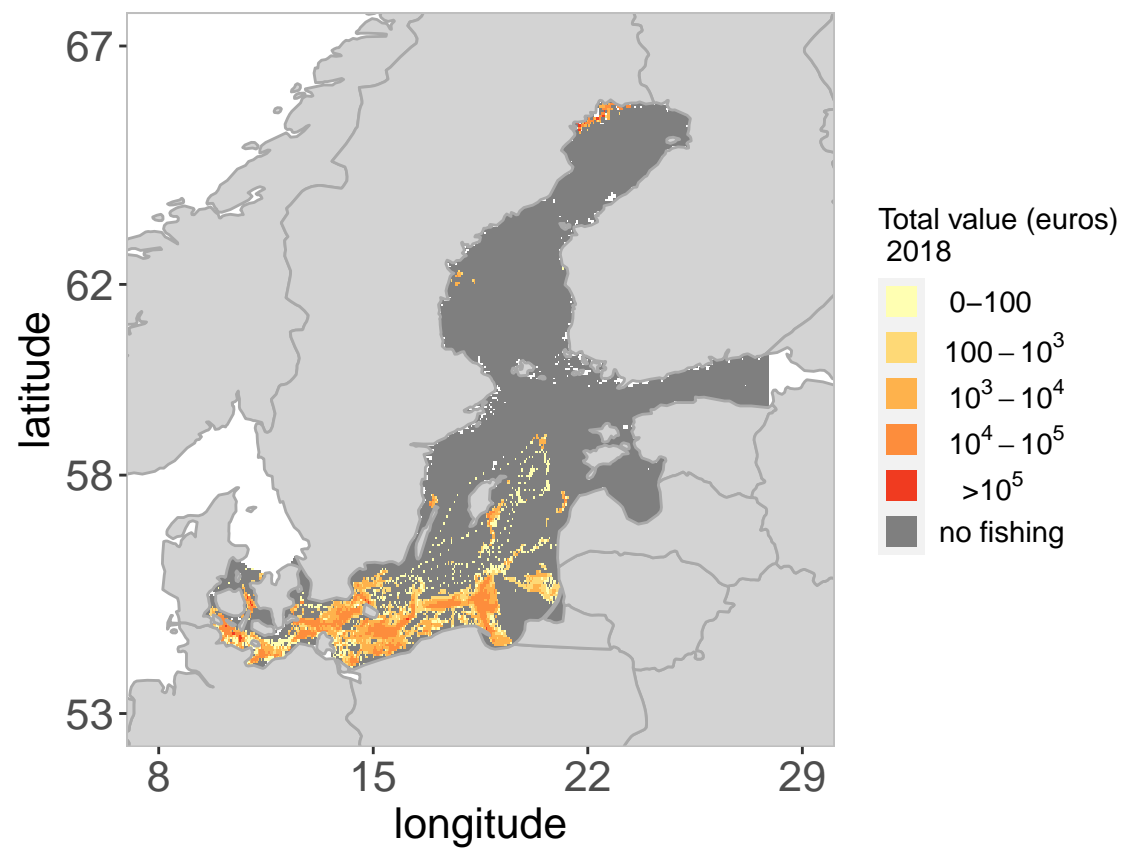 67
62
58
53
latitude
8 15 22 29
longitude
Total value (euros)
2018
0–100
100 – 10³
10³ – 10⁴
10⁴ – 10⁵
>10⁵
no fishing